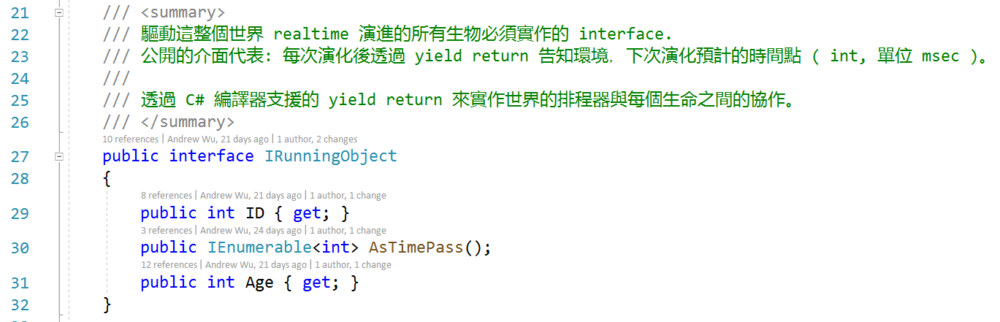 21 /// <summary>
22 /// 驅動這整個世界 realtime 演進的所有生物必須實作的 interface.
23 /// 公開的介面代表: 每次演化後透過 yield return 告知環境, 下次演化預計的時間點 ( int, 單位 msec )。
24 ///
25 /// 透過 C# 編譯器支援的 yield return 來實作世界的排程器與每個生命之間的協作。
26 /// </summary>
10 references | Andrew Wu, 21 days ago | 1 author, 2 changes
27 public interface IRunningObject
28 {
8 references | Andrew Wu, 21 days ago | 1 author, 1 change
29 public int ID { get; }
3 references | Andrew Wu, 24 days ago | 1 author, 1 change
30 public IEnumerable<int> AsTimePass();
12 references | Andrew Wu, 21 days ago | 1 author, 1 change
31 public int Age { get; }
32 }